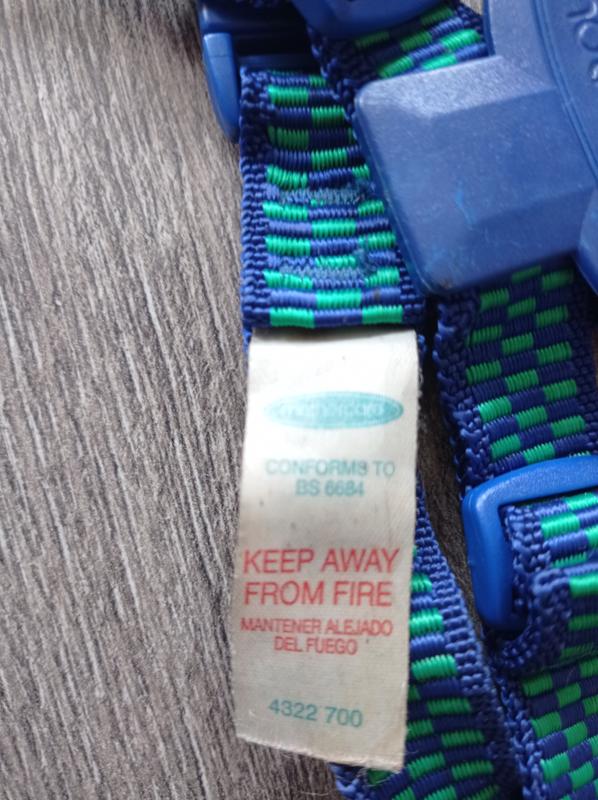 mothercare
CONFORMS TO
BS 6684
KEEP AWAY
FROM FIRE
MANTENER ALEJADO
DEL FUEGO
4322 700